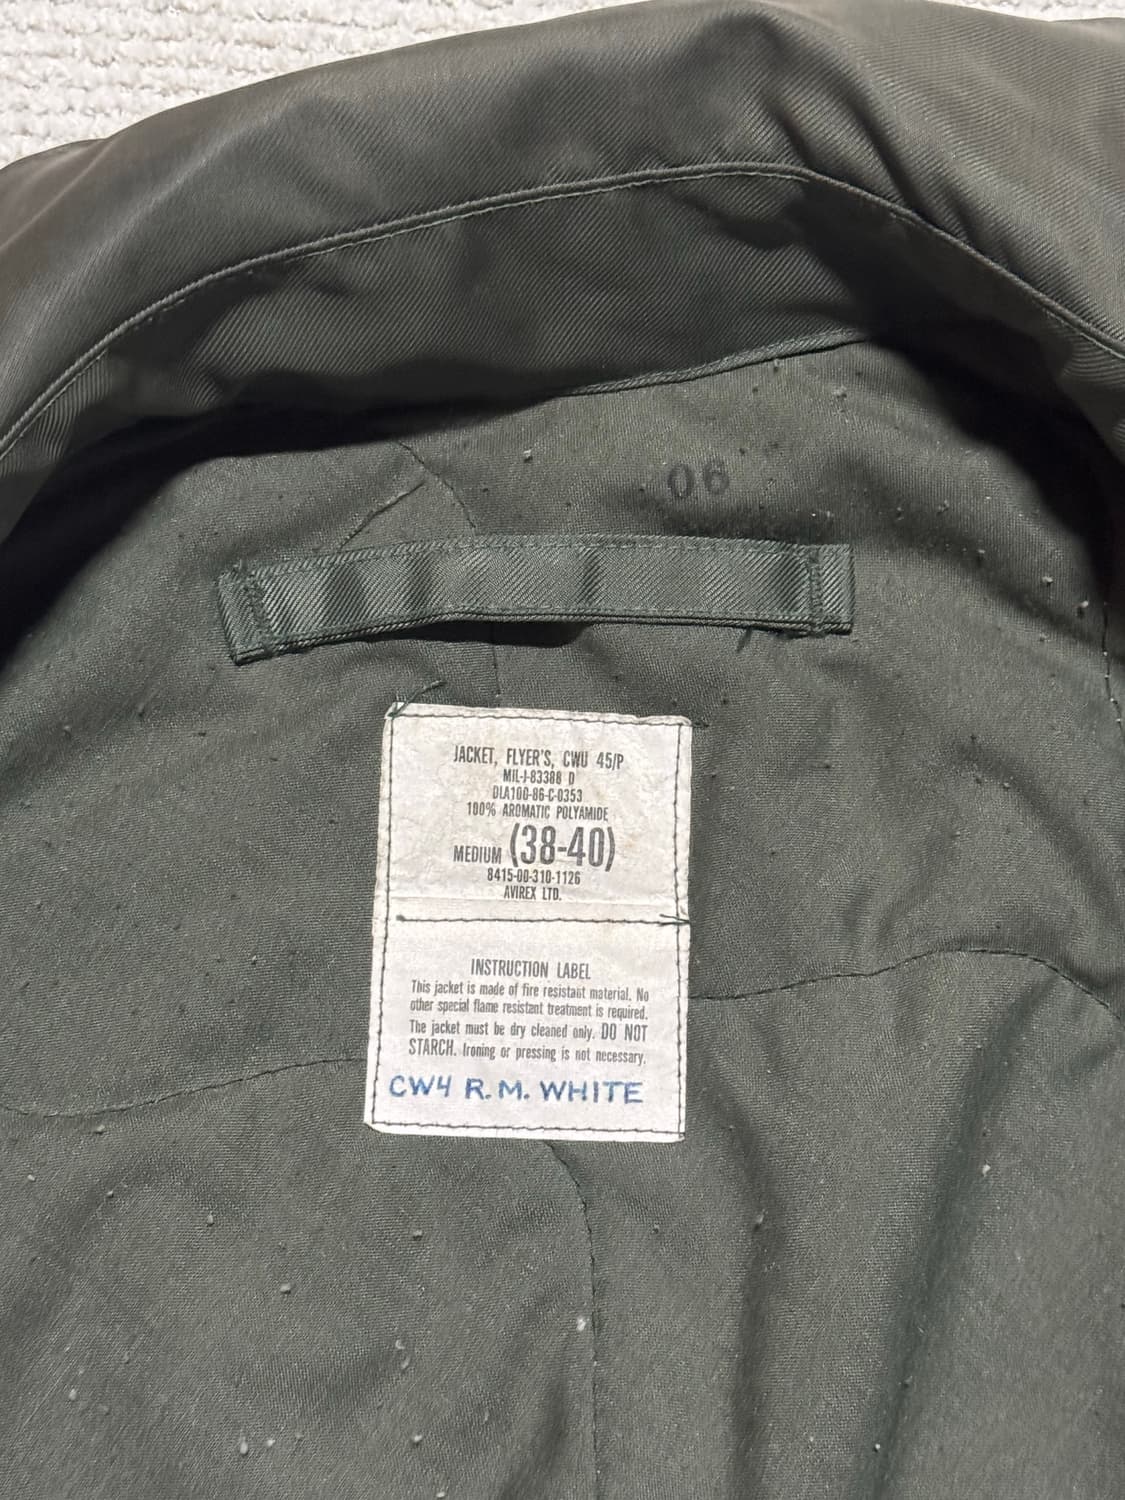 06
JACKET, FLYER'S, CWU 45/P
MIL-J-83388 D
DLA100-86-C-0353
100% AROMATIC POLYAMIDE
MEDIUM (38-40)
8415-00-310-1126
AVIREX LTD.
INSTRUCTION LABEL
This jacket is made of fire resistant material. No
other special flame resistant treatment is required.
The jacket must be dry cleaned only. DO NOT
STARCH. Ironing or pressing is not necessary.
CW4 R. M. WHITE